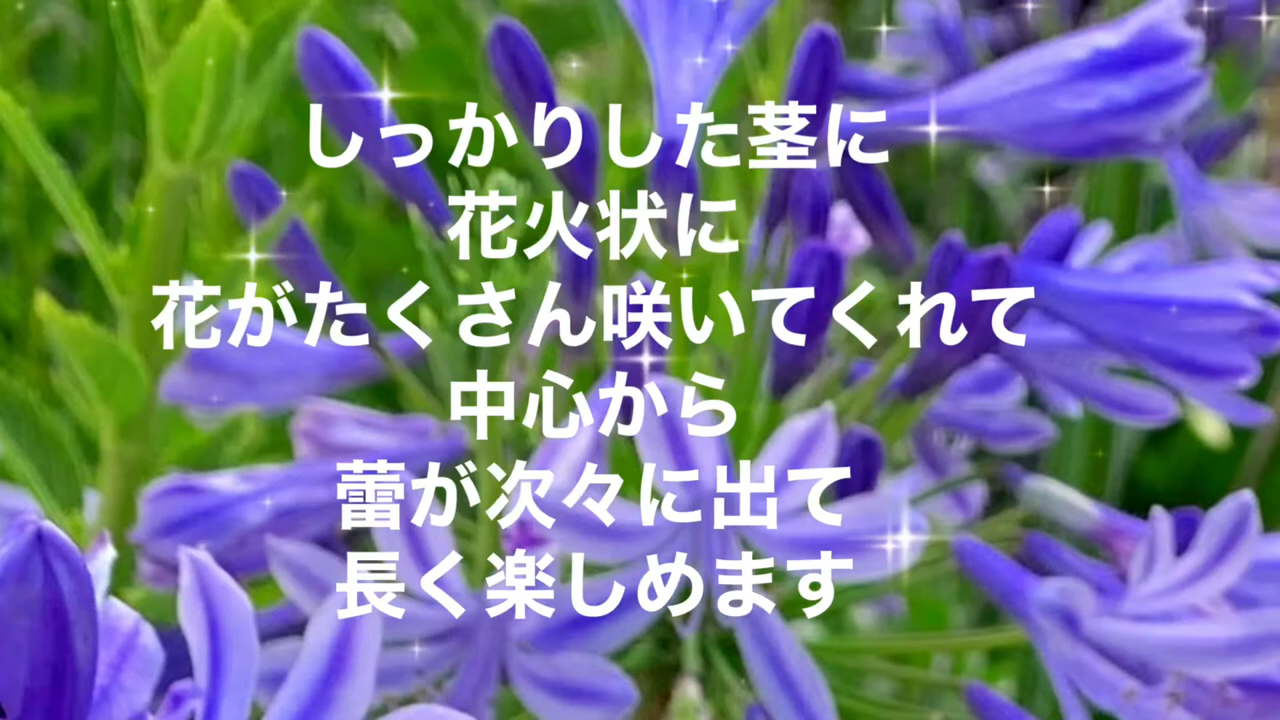 しっかりした茎に
花火状に
花がたくさん咲いてくれて
中心から
蕾が次々に出て
長く楽しめます